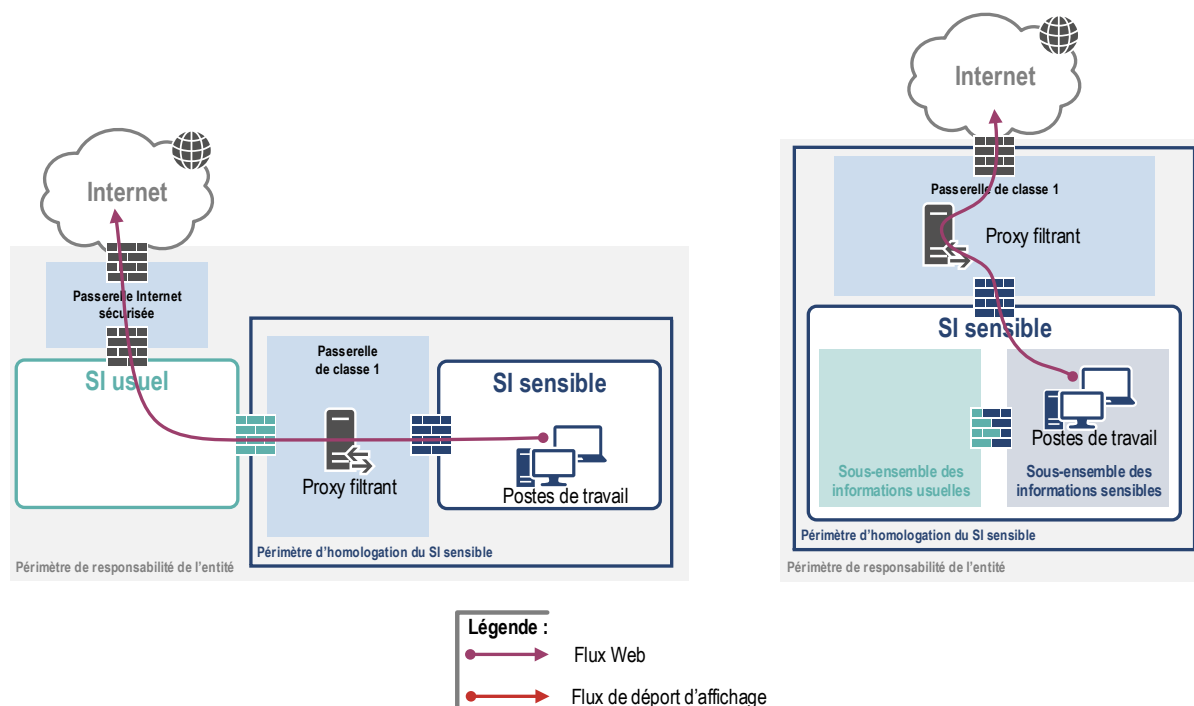 Internet
Passerelle Internet
sécurisée
SI usuel
Passerelle
de classe 1
Proxy filtrant
SI sensible
Postes de travail
Périmètre d'homologation du SI sensible
Périmètre de responsabilité de l'entité
Internet
Passerelle de classe 1
Proxy filtrant
SI sensible
Postes de travail
Sous-ensemble des
informations usuelles
Sous-ensemble des
informations sensibles
Périmètre d'homologation du SI sensible
Périmètre de responsabilité de l'entité
Légende :
Flux Web
Flux de déport d'affichage